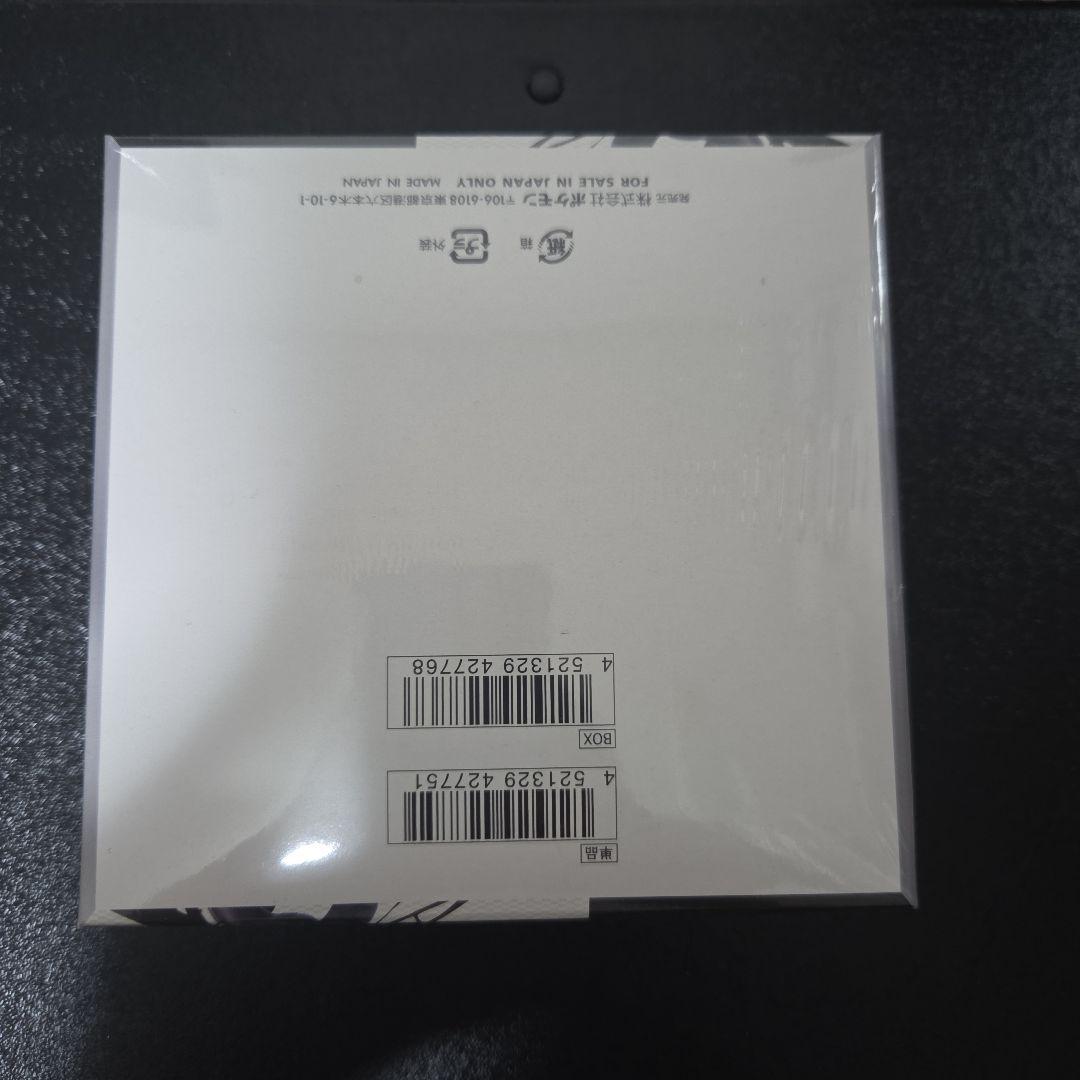 単品
4 521329 427751
BOX
4 521329 427768
紙 箱 プラ 外装
発売元 株式会社ポケモン 〒106-6108 東京都港区六本木6-10-1
FOR SALE IN JAPAN ONLY MADE IN JAPAN